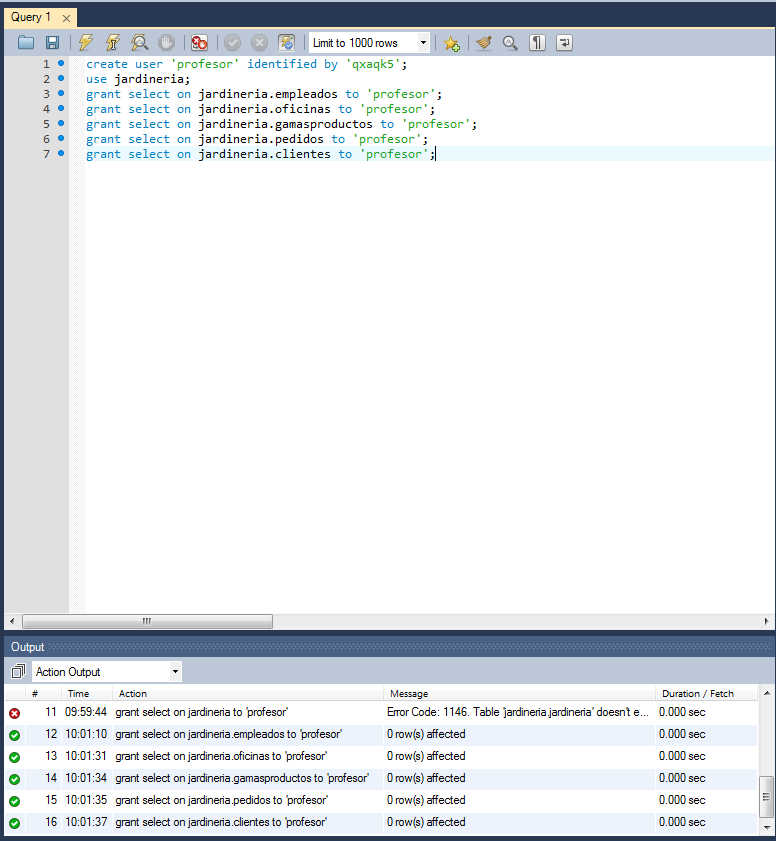 Query 1
Limit to 1000 rows
1 create user 'profesor' identified by 'qxaqk5';
2 use jardineria;
3 grant select on jardineria.empleados to 'profesor';
4 grant select on jardineria.oficinas to 'profesor';
5 grant select on jardineria.gamasproductos to 'profesor';
6 grant select on jardineria.pedidos to 'profesor';
7 grant select on jardineria.clientes to 'profesor';
Output
Action Output
# Time Action Message Duration / Fetch
11 09:59:44 grant select on jardineria to 'profesor' Error Code: 1146. Table 'jardineria.jardineria' doesn't e... 0.000 sec
12 10:01:10 grant select on jardineria.empleados to 'profesor' 0 row(s) affected 0.000 sec
13 10:01:31 grant select on jardineria.oficinas to 'profesor' 0 row(s) affected 0.000 sec
14 10:01:34 grant select on jardineria.gamasproductos to 'profesor' 0 row(s) affected 0.000 sec
15 10:01:35 grant select on jardineria.pedidos to 'profesor' 0 row(s) affected 0.000 sec
16 10:01:37 grant select on jardineria.clientes to 'profesor' 0 row(s) affected 0.000 sec